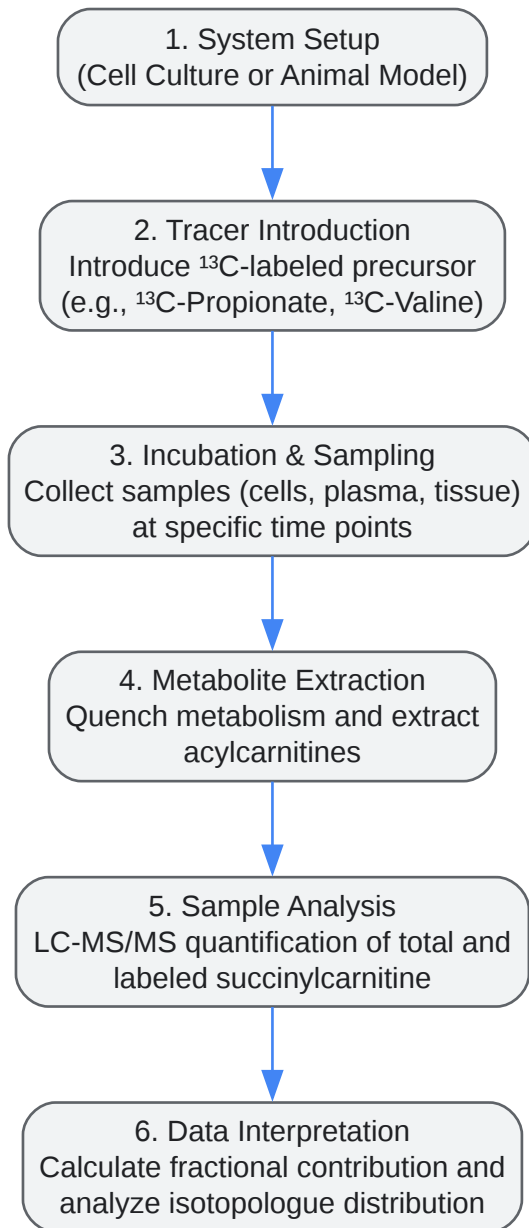 1. System Setup
(Cell Culture or Animal Model)
2. Tracer Introduction
Introduce ¹³C-labeled precursor
(e.g., ¹³C-Propionate, ¹³C-Valine)
3. Incubation & Sampling
Collect samples (cells, plasma, tissue)
at specific time points
4. Metabolite Extraction
Quench metabolism and extract
acylcarnitines
5. Sample Analysis
LC-MS/MS quantification of total and
labeled succinylcarnitine
6. Data Interpretation
Calculate fractional contribution and
analyze isotopologue distribution